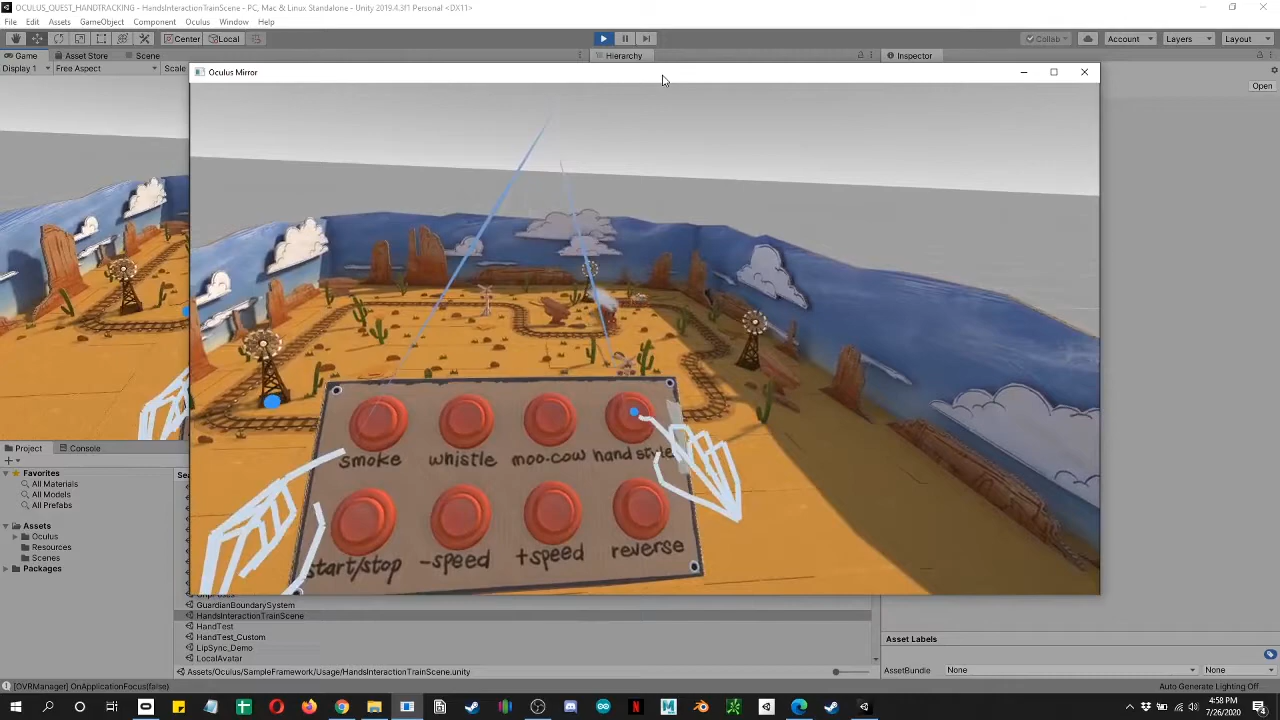 OCULUS_QUEST_HANDTRACKING - HandsInteractionTrainScene - PC, Mac & Linux Standalone - Unity 2019.4.3f1 Personal <DX11>
File Edit Assets GameObject Component Oculus Window Help
Center Local Collab Account Layers Layout
Game Asset Store Scene Hierarchy Inspector
Display 1 Free Aspect Scale
Open
Oculus Mirror
smoke whistle moo-cow hand style
start/stop -speed +speed reverse
Project Console
Favorites
All Materials
All Models
All Prefabs
Assets
Oculus
Resources
Scenes
Packages
GuardianBoundarySystem
HandsInteractionTrainScene
HandTest
HandTest_Custom
LipSync_Demo
LocalAvatar
Assets/Oculus/SampleFramework/Usage/HandsInteractionTrainScene.unity
Asset Labels
AssetBundle None None
[OVRManager] OnApplicationFocus(false)
Auto Generate Lighting Off
4:58 PM
7/26/2020